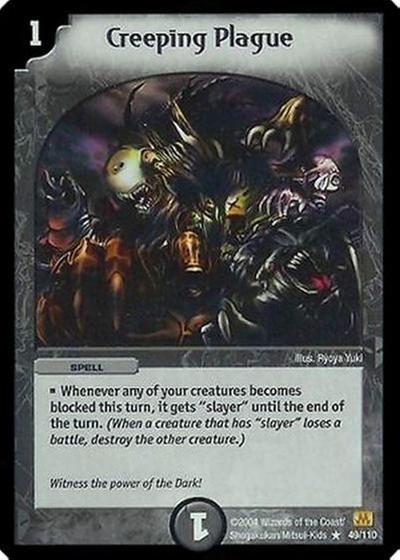 1
Creeping Plague
Illus. Ryoya Yuki
SPELL
▪ Whenever any of your creatures becomes
blocked this turn, it gets “slayer” until the end of
the turn. (When a creature that has “slayer” loses a
battle, destroy the other creature.)
Witness the power of the Dark!
1
©2004 Wizards of the Coast/
Shogakukan/Mitsui-Kids ★ 49/110